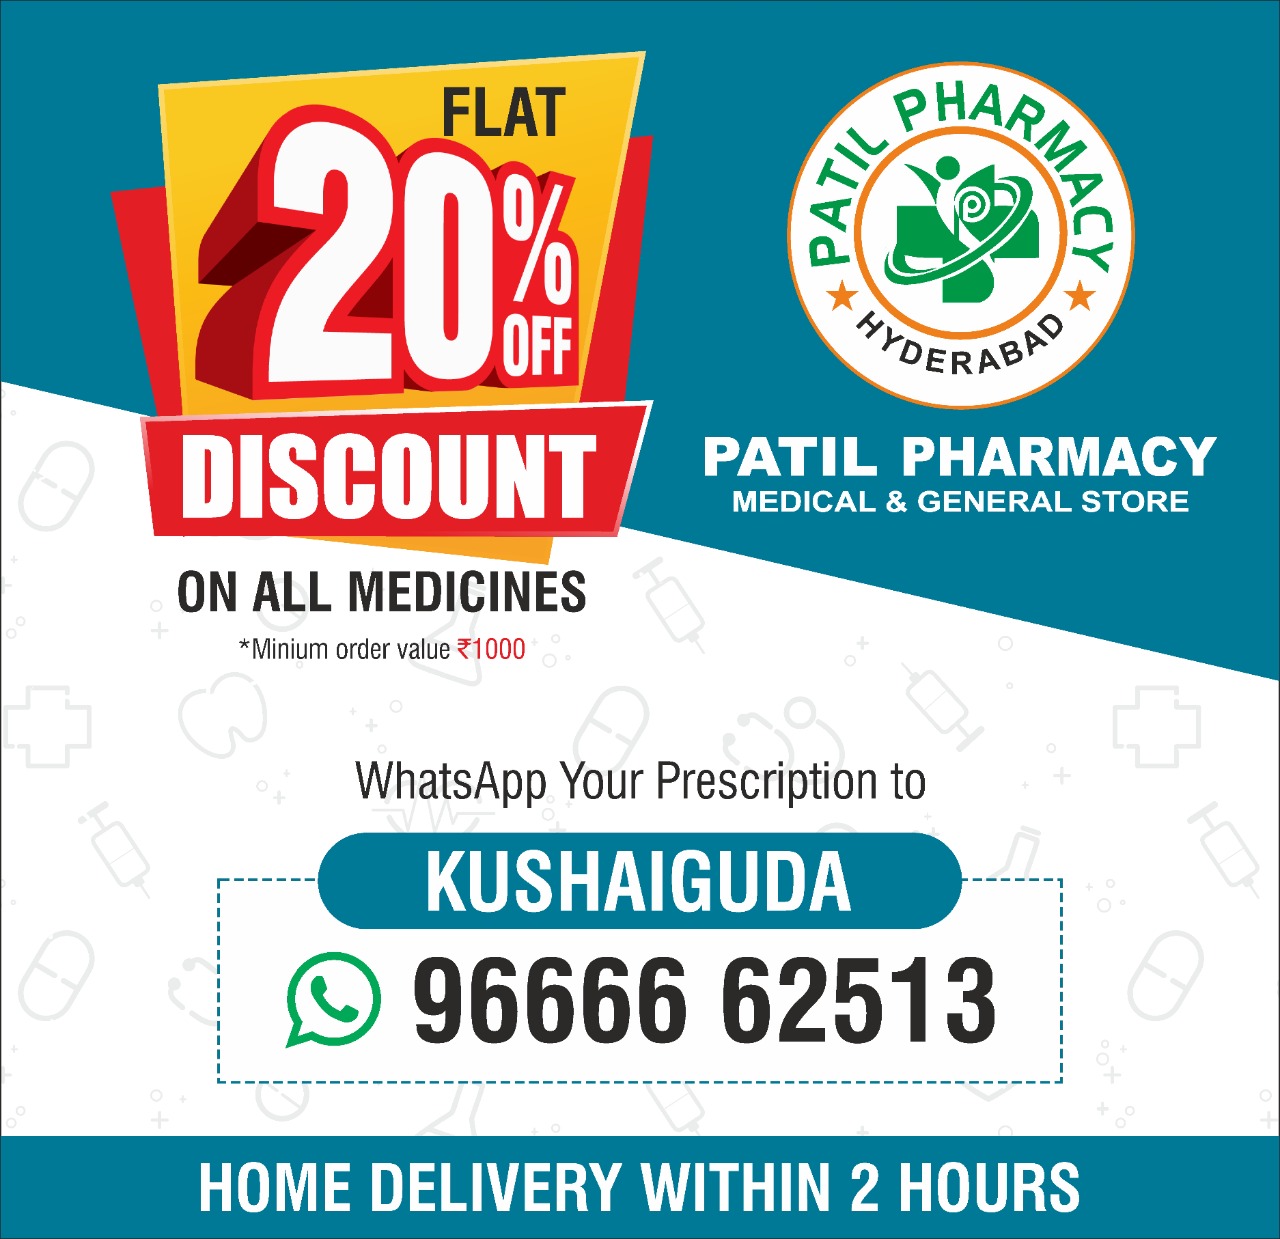 FLAT
20%
OFF
DISCOUNT
ON ALL MEDICINES
*Minium order value ₹1000
PATIL PHARMACY
HYDERABAD
PATIL PHARMACY
MEDICAL & GENERAL STORE
WhatsApp Your Prescription to
KUSHAIGUDA
96666 62513
HOME DELIVERY WITHIN 2 HOURS